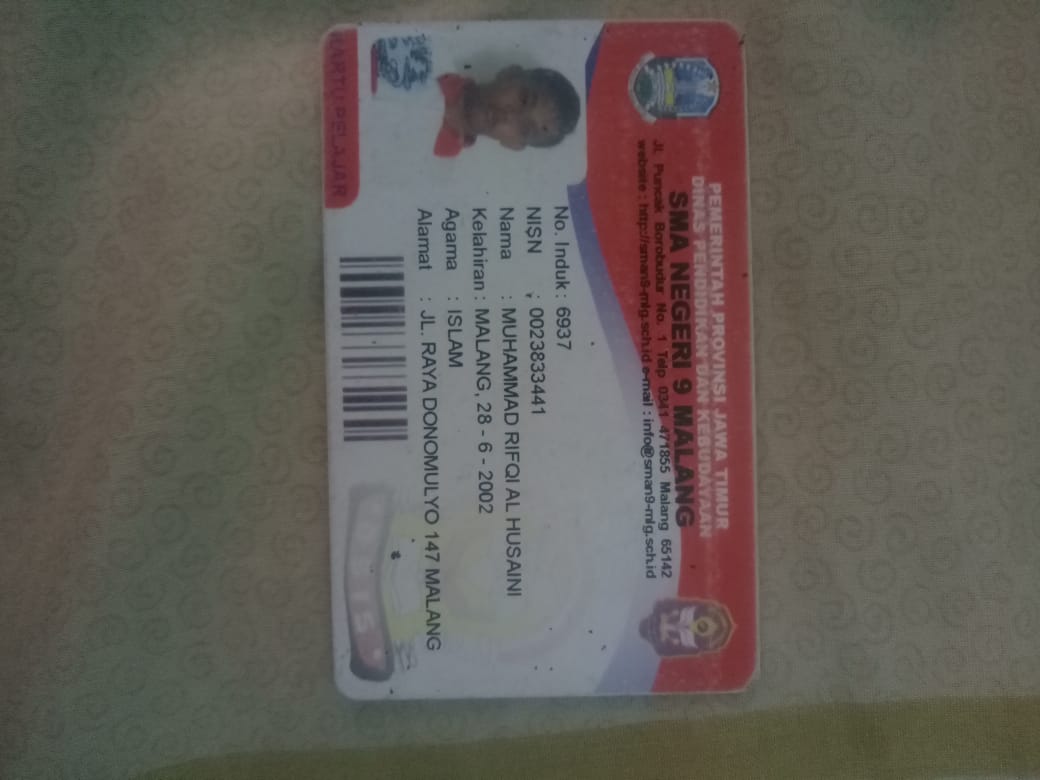 PEMERINTAH PROVINSI JAWA TIMUR
DINAS PENDIDIKAN DAN KEBUDAYAAN
SMA NEGERI 9 MALANG
Jl. Puncak Borobudur No. 1 Telp 0341 471855 Malang 65142
website : http://sman9-mlg.sch.id e-mail : info@sman9-mlg.sch.id
No. Induk : 6937
NISN : 0023833441
Nama : MUHAMMAD RIFQI AL HUSAINI
Kelahiran : MALANG, 28 - 6 - 2002
Agama : ISLAM
Alamat : JL. RAYA DONOMULYO 147 MALANG
KARTU PELAJAR